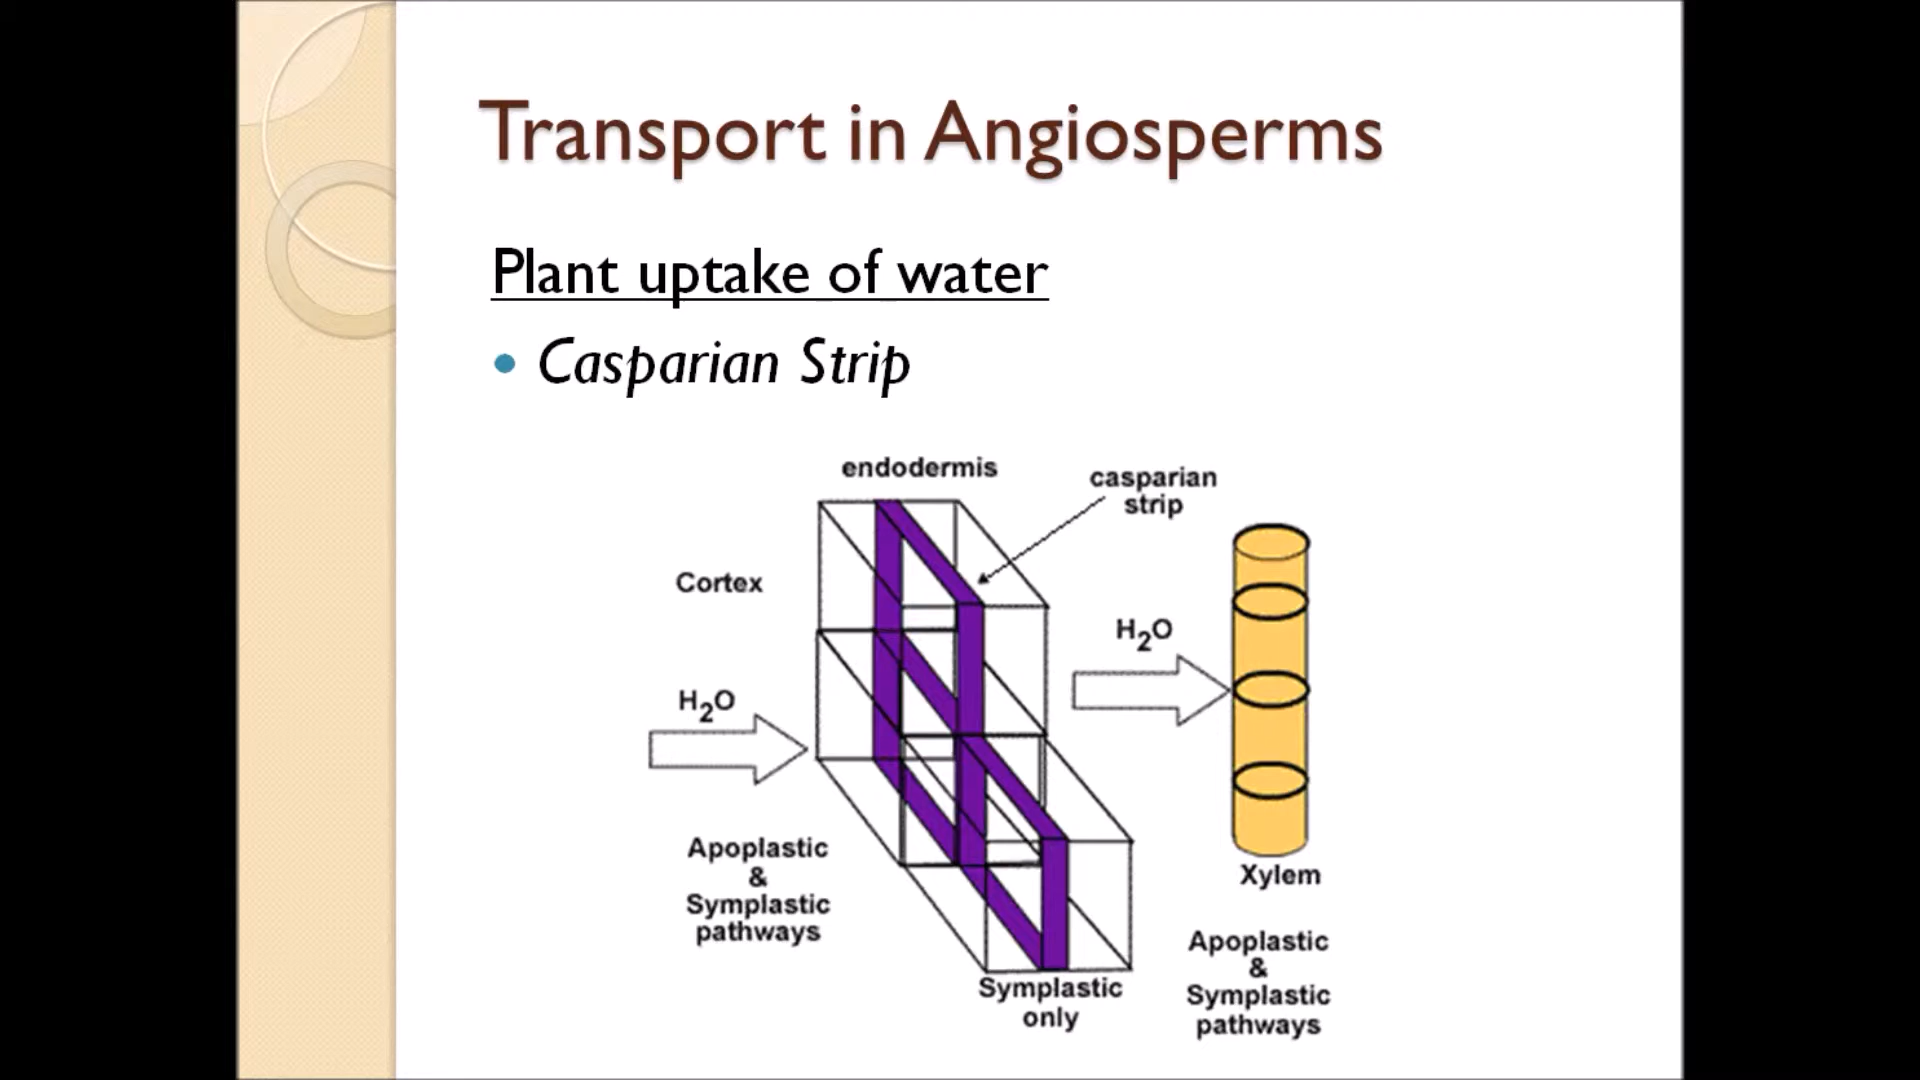 Transport in Angiosperms
Plant uptake of water
• Casparian Strip
endodermis
casparian
strip
Cortex
H₂O
H₂O
Apoplastic
&
Symplastic
pathways
Xylem
Symplastic
only
Apoplastic
&
Symplastic
pathways